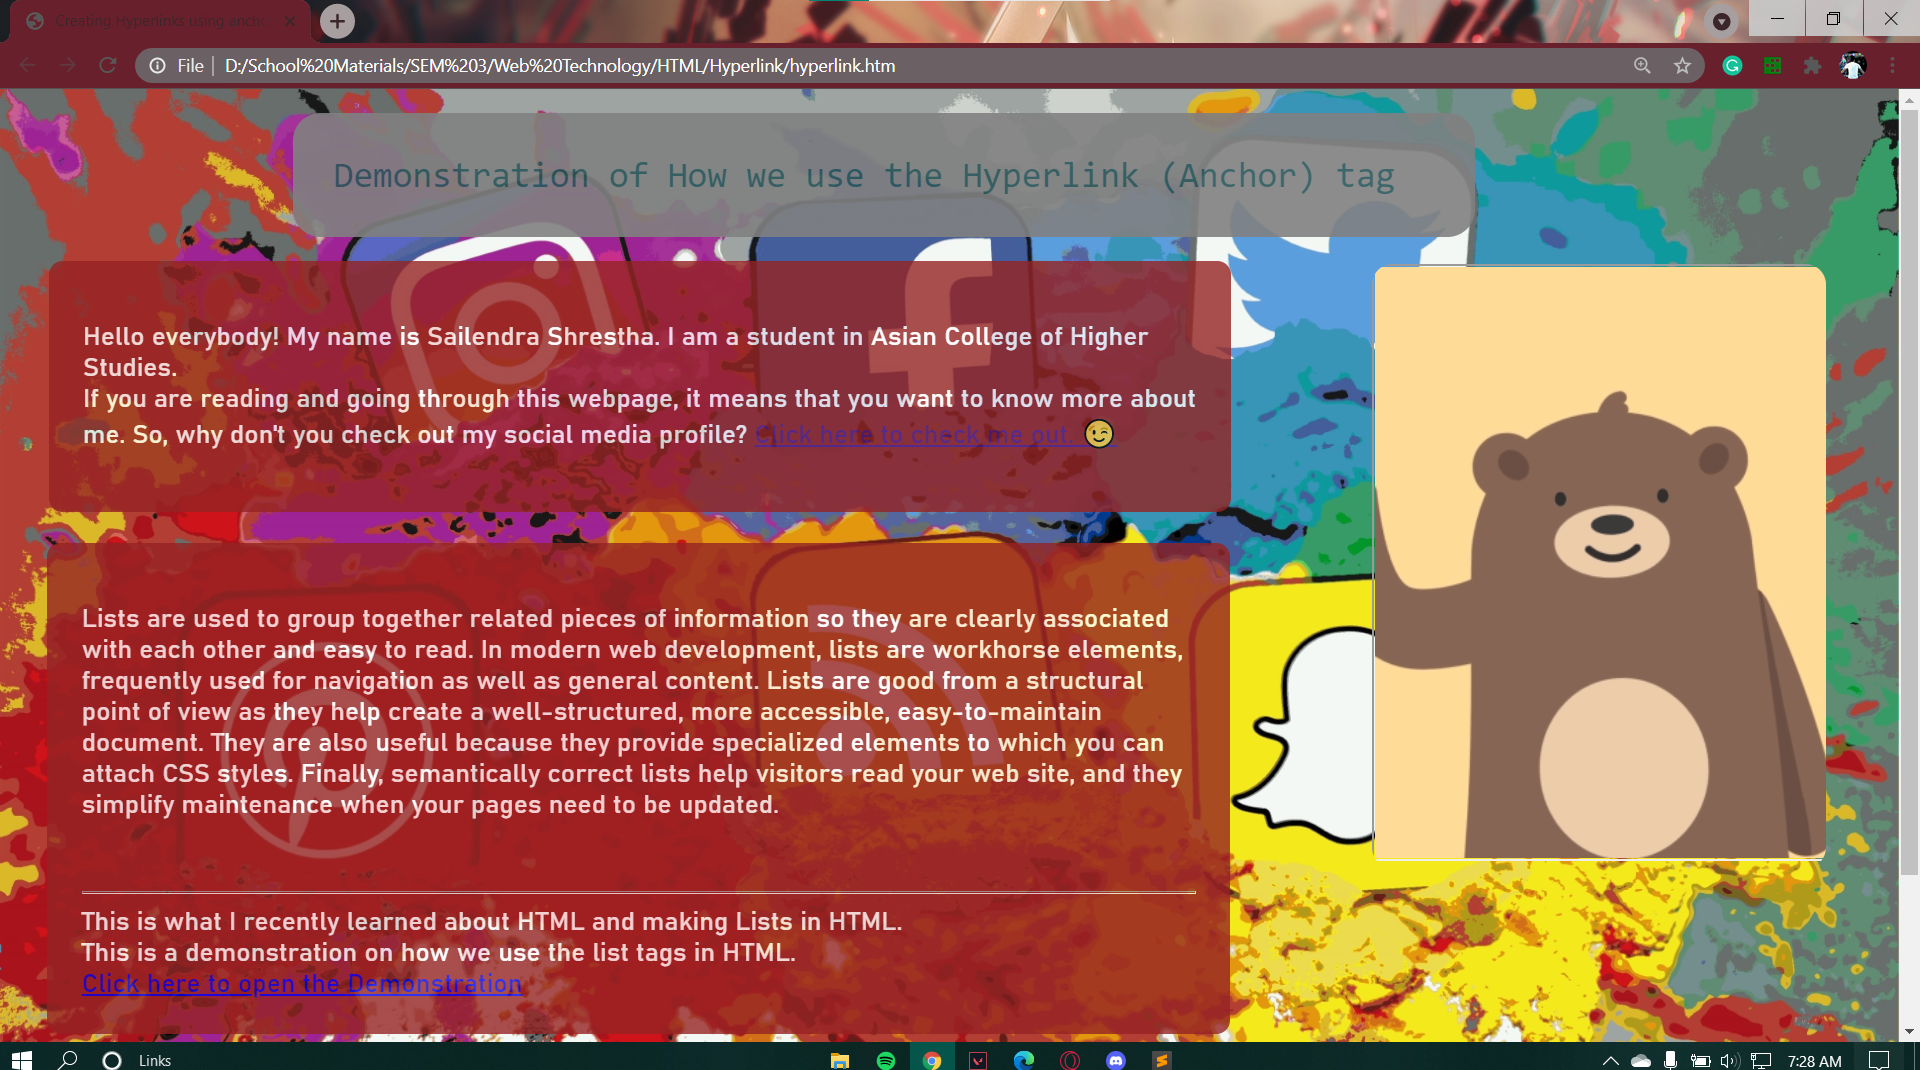 Creating Hyperlinks using ancho
File | D:/School%20Materials/SEM%203/Web%20Technology/HTML/Hyperlink/hyperlink.htm
Demonstration of How we use the Hyperlink (Anchor) tag
Hello everybody! My name is Sailendra Shrestha. I am a student in Asian College of Higher
Studies.
If you are reading and going through this webpage, it means that you want to know more about
me. So, why don't you check out my social media profile? Click here to check me out. 😉
Lists are used to group together related pieces of information so they are clearly associated
with each other and easy to read. In modern web development, lists are workhorse elements,
frequently used for navigation as well as general content. Lists are good from a structural
point of view as they help create a well-structured, more accessible, easy-to-maintain
document. They are also useful because they provide specialized elements to which you can
attach CSS styles. Finally, semantically correct lists help visitors read your web site, and they
simplify maintenance when your pages need to be updated.
This is what I recently learned about HTML and making Lists in HTML.
This is a demonstration on how we use the list tags in HTML.
Click here to open the Demonstration
Links
7:28 AM